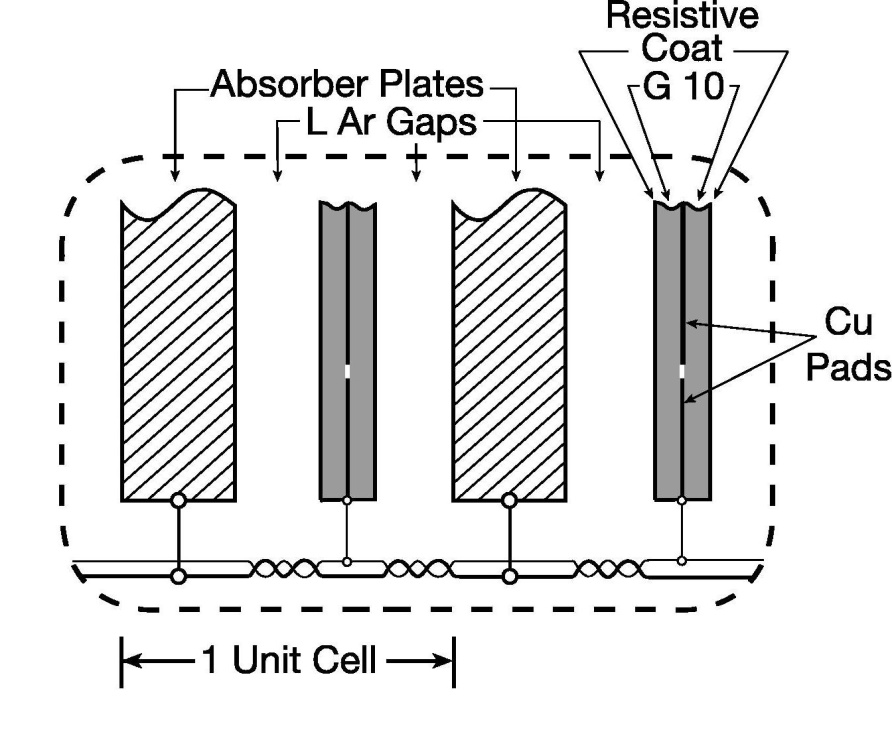 Resistive
Coat
G 10
Absorber Plates
L Ar Gaps
Cu
Pads
1 Unit Cell